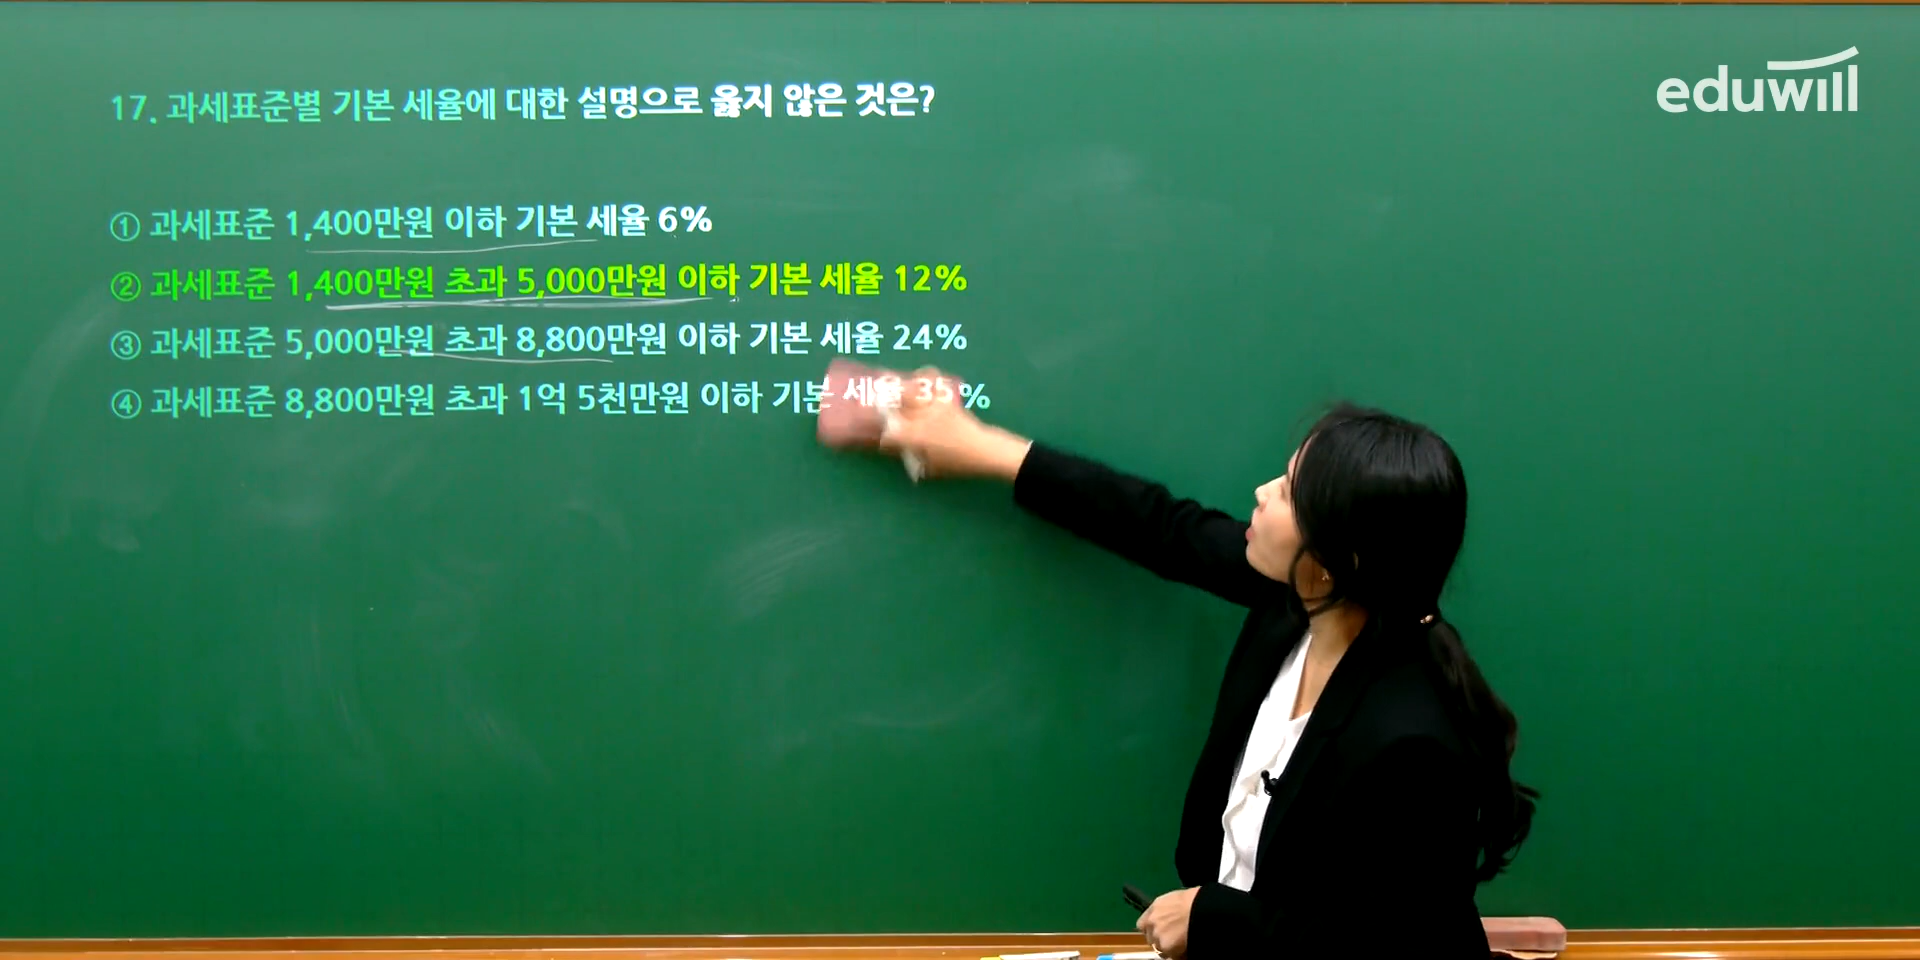 eduwill
17. 과세표준별 기본 세율에 대한 설명으로 옳지 않은 것은?
① 과세표준 1,400만원 이하 기본 세율 6%
② 과세표준 1,400만원 초과 5,000만원 이하 기본 세율 12%
③ 과세표준 5,000만원 초과 8,800만원 이하 기본 세율 24%
④ 과세표준 8,800만원 초과 1억 5천만원 이하 기본 세율 35%